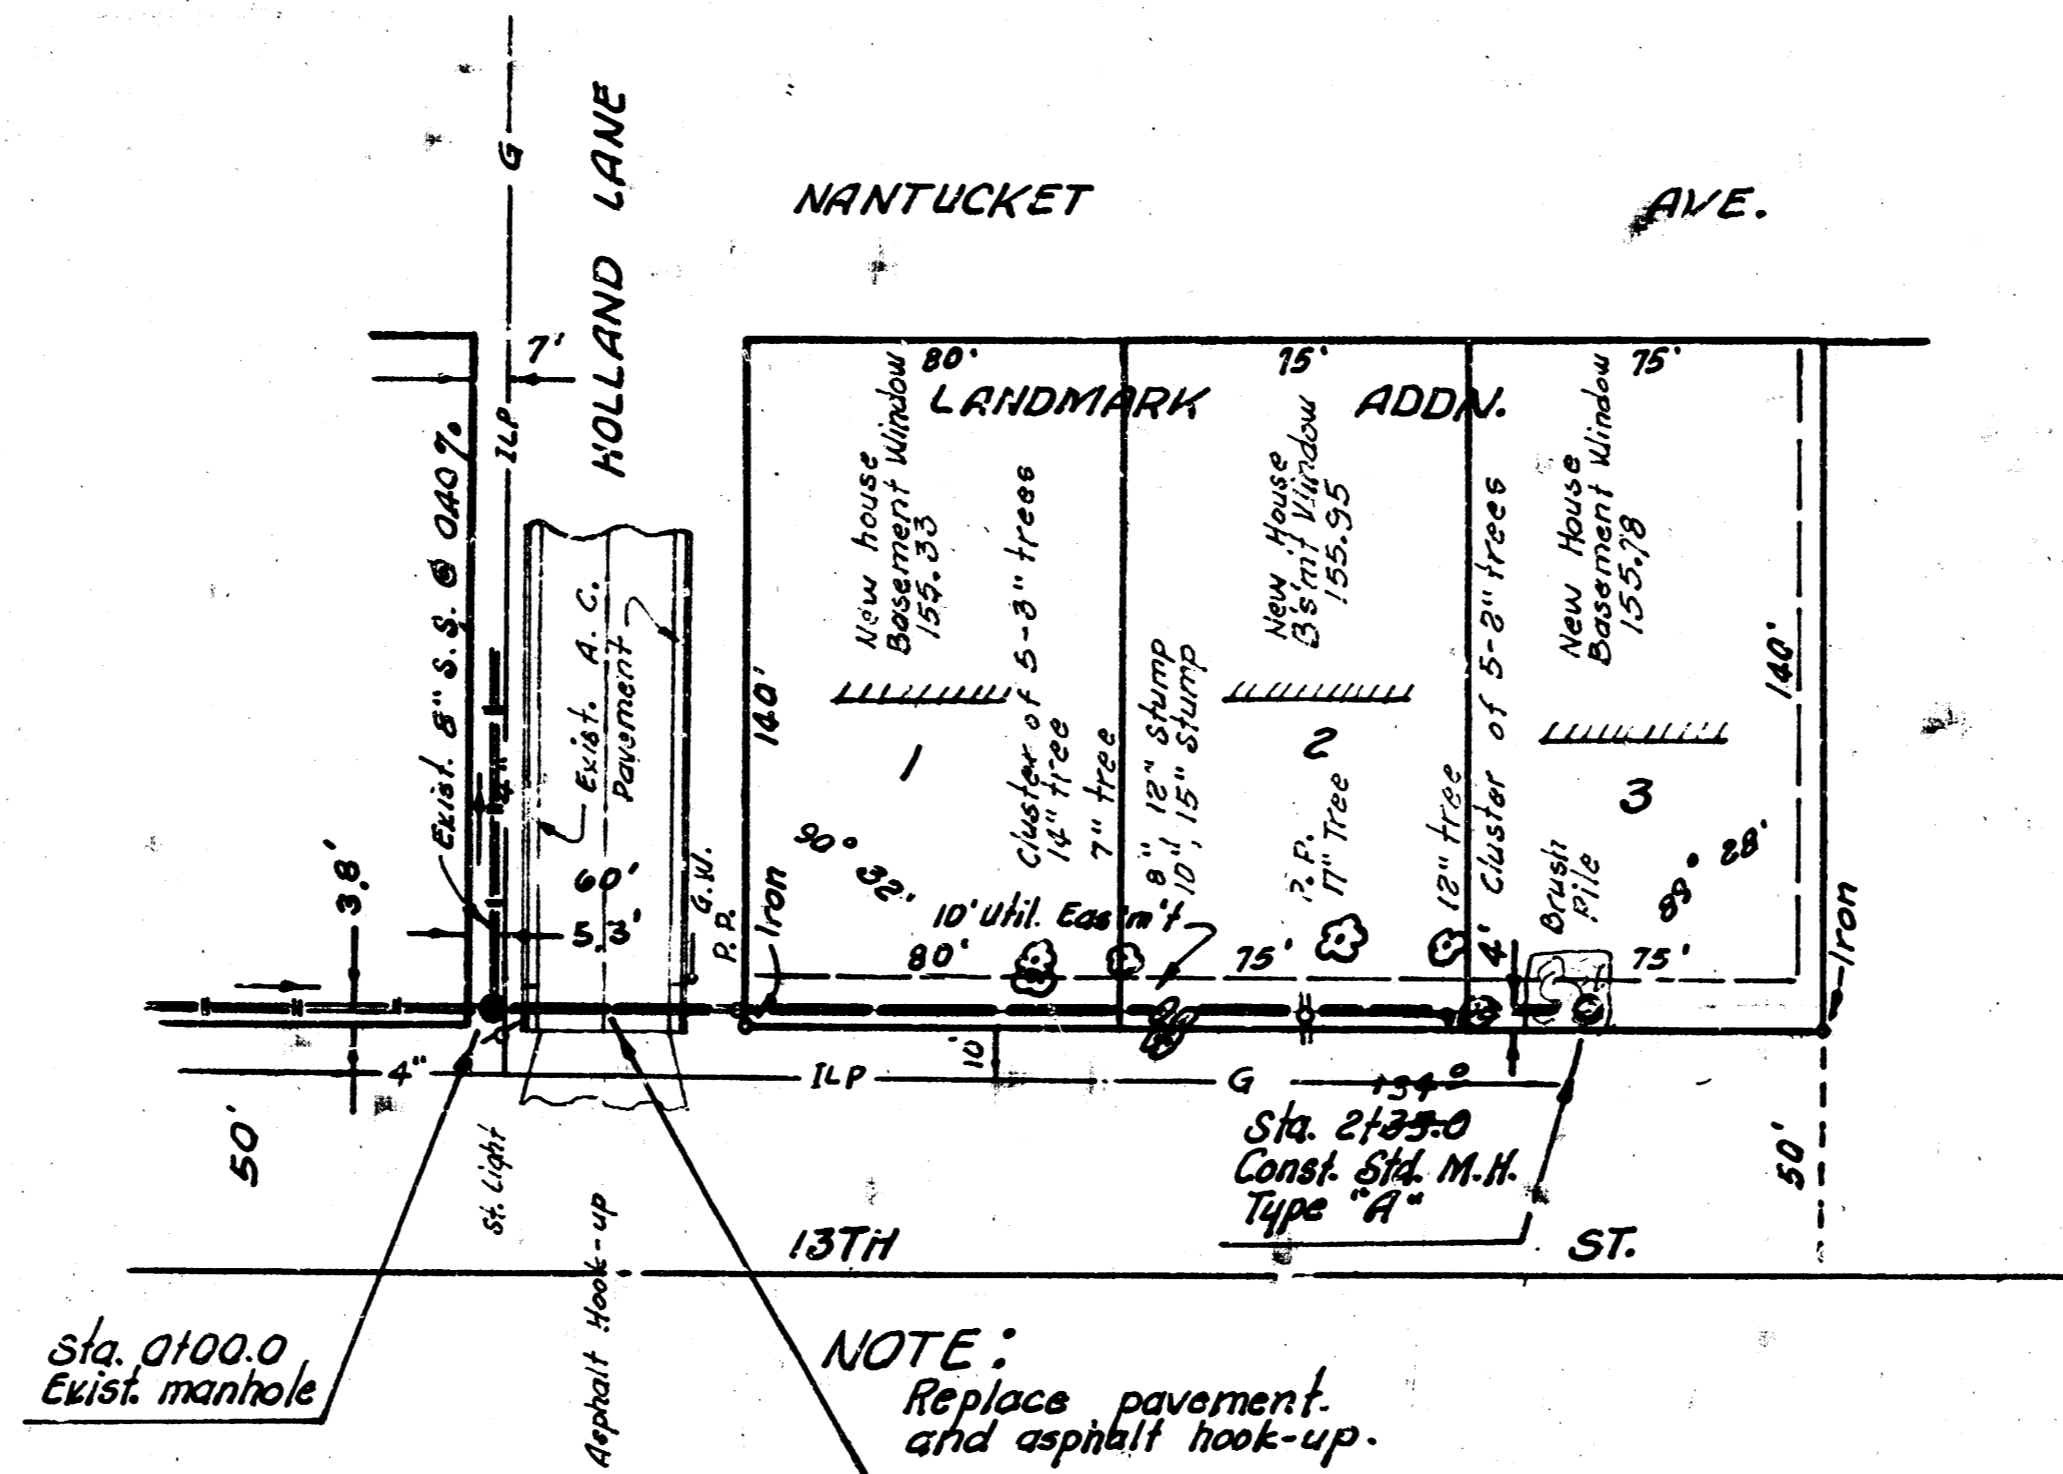 HOLLAND LANE
G
NANTUCKET AVE.
7'
ILP
Exist. 8" S.S. @ 0.40%
4"
Exist. A. C.
Pavement
60'
5.3'
3.8'
G.W.
P.P.
Iron
80'
75'
75'
LANDMARK ADDN.
New house
Basement Window
155.33
Cluster of 5-3" trees
14" tree
7" tree
1
140'
90° 32'
New House
B's'm't Window
155.95
8" 12" stump
10", 15" stump
2
P.P.
17" Tree
12" tree
Cluster of 5-2" trees
New House
Basement Window
155.78
3
140'
Brush
Pile
89° 28'
10' Util. Eas'm't
80'
75'
4'
75'
Iron
4"
ILP
10'
G
+34.0
Sta. 2+35.0
Const. Std. M.H.
Type "A"
50'
50'
St. Light
13TH ST.
Asphalt Hook-up
Sta. 0+00.0
Exist. manhole
NOTE:
Replace pavement
and asphalt hook-up.